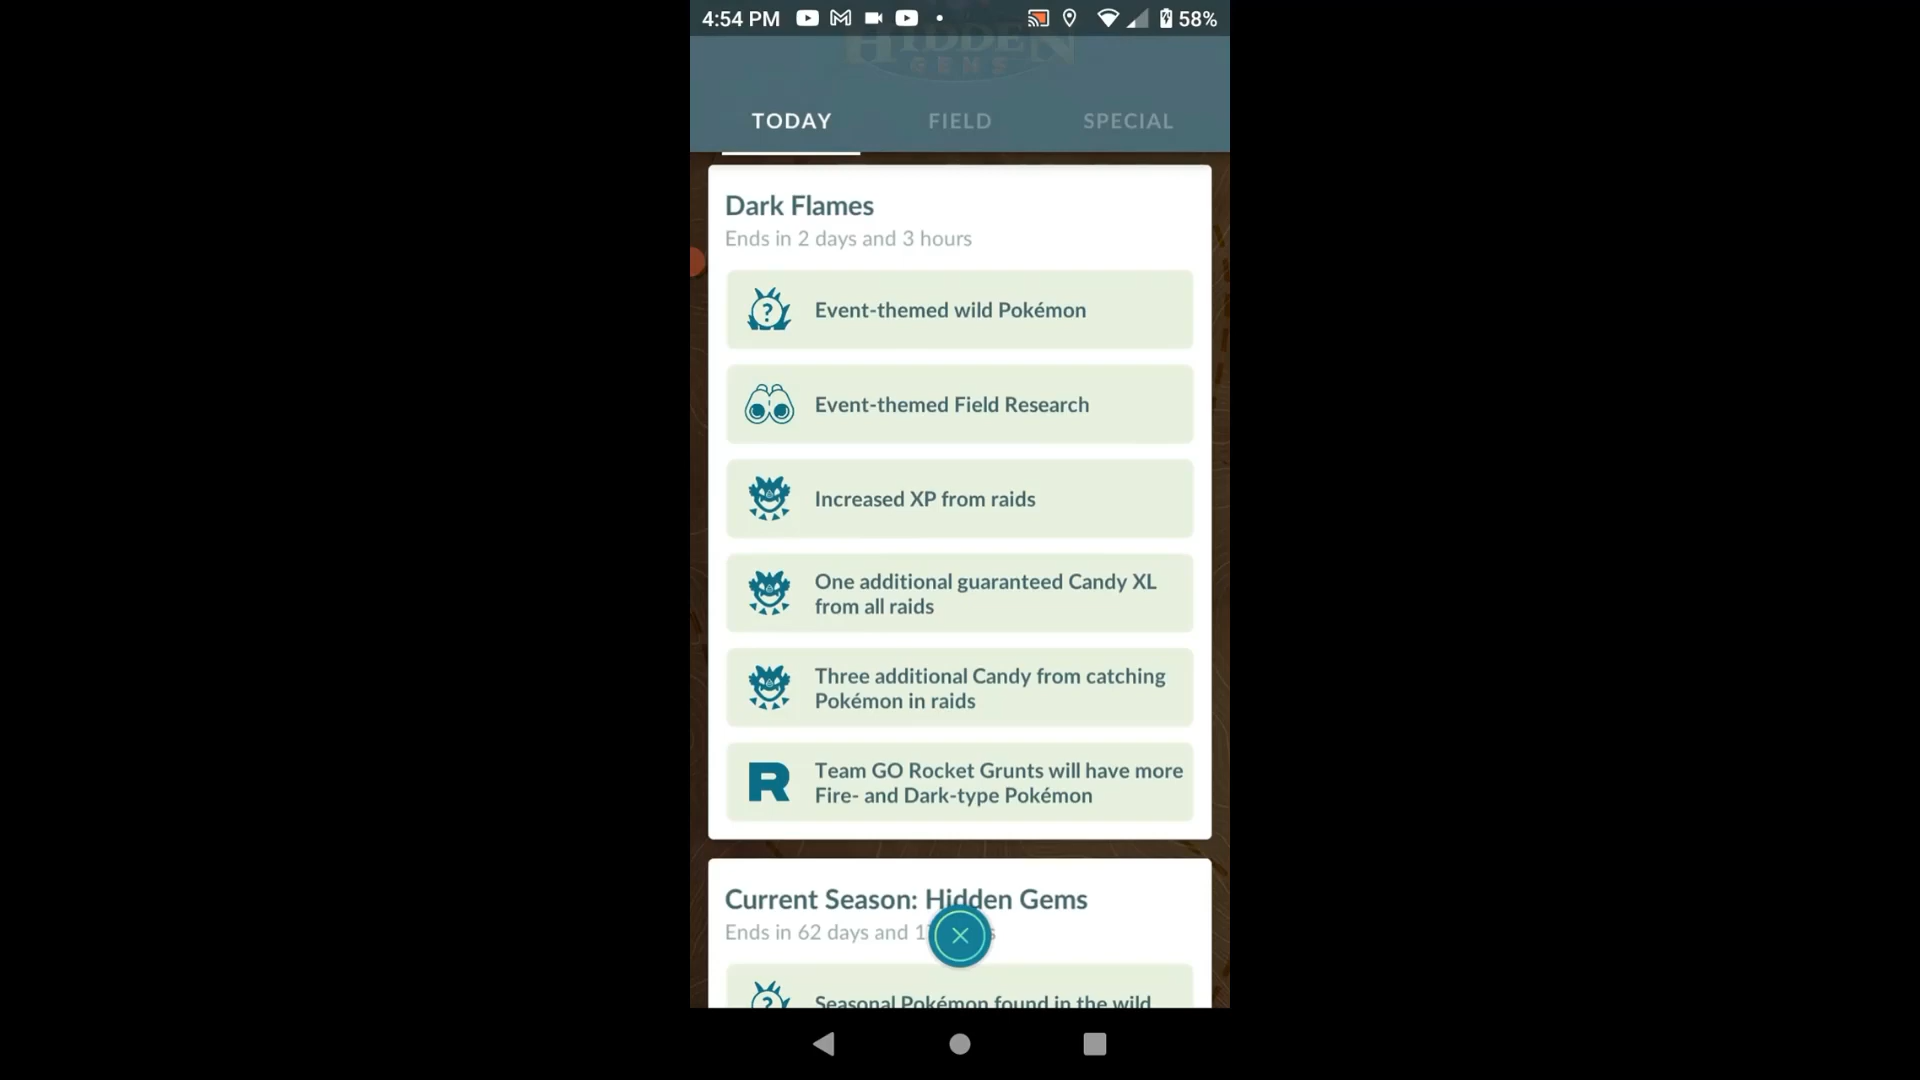 4:54 PM
58%
HIDDEN
GEMS
TODAY
FIELD
SPECIAL
Dark Flames
Ends in 2 days and 3 hours
Event-themed wild Pokémon
Event-themed Field Research
Increased XP from raids
One additional guaranteed Candy XL
from all raids
Three additional Candy from catching
Pokémon in raids
R
Team GO Rocket Grunts will have more
Fire- and Dark-type Pokémon
Current Season: Hidden Gems
Ends in 62 days and
Seasonal Pokémon found in the wild